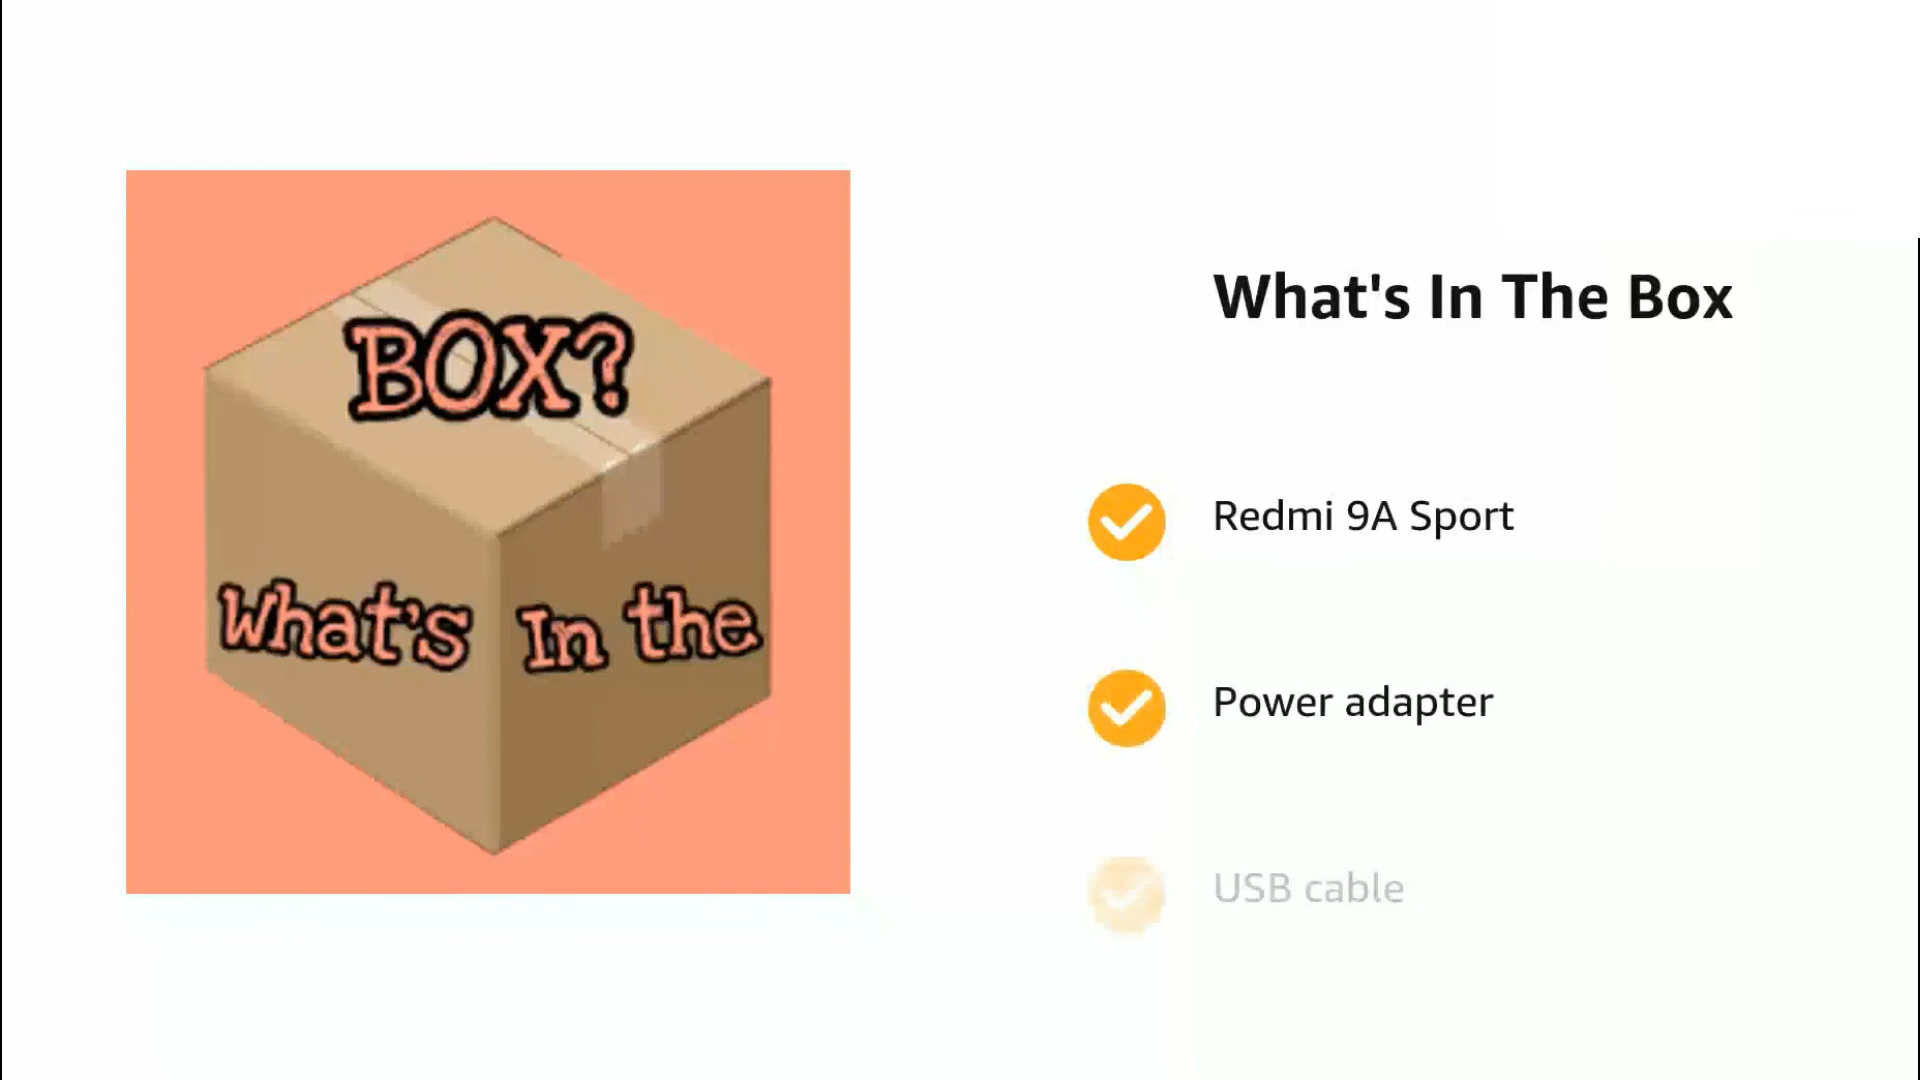 BOX?
What's In the
What's In The Box
Redmi 9A Sport
Power adapter
USB cable